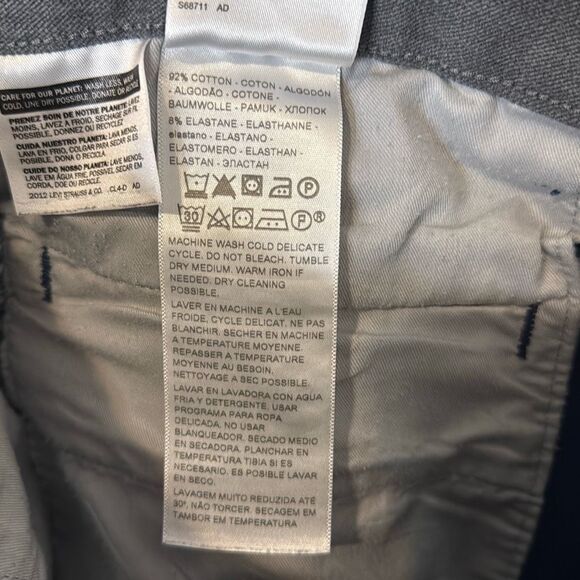 S68711 AD
CARE FOR OUR PLANET: WASH LESS, WASH
COLD, LINE DRY POSSIBLE, DONATE OR
PRENEZ SOIN DE NOTRE PLANETE: LAVEZ
MOINS, LAVEZ A FROID, SECHAGE SUR FIL
POSSIBLE, DONNEZ OU RECYCLEZ
CUIDA NUESTRO PLANETA: LAVA MENOS,
LAVA EN FRIO, COLGAR PARA SECAR SI ES
POSIBLE, DONA O RECICLA.
CUIDE DO NOSSO PLANETA: LAVE MENOS,
LAVE EM ÁGUA FRIA, POSSIVEL SECAR EM
CORDA, DOE OU RECICLE.
2012 LEVI STRAUSS & CO. CL4-D AD
92% COTTON - COTON - ALGODÓN
- ALGODÃO - COTONE -
BAUMWOLLE - PAMUK - ХЛОПОК
8% ELASTANE - ELASTHANNE -
elastano - ELASTANO -
ELASTOMERO - ELASTHAN -
ELASTAN - ЭЛАСТАН
P
30 F ®
MACHINE WASH COLD DELICATE
CYCLE. DO NOT BLEACH. TUMBLE
DRY MEDIUM. WARM IRON IF
NEEDED. DRY CLEANING
POSSIBLE.
LAVER EN MACHINE A L'EAU
FROIDE, CYCLE DELICAT. NE PAS
BLANCHIR. SECHER EN MACHINE
A TEMPERATURE MOYENNE.
REPASSER A TEMPERATURE
MOYENNE AU BESOIN.
NETTOYAGE A SEC POSSIBLE.
LAVAR EN LAVADORA CON AGUA
FRIA Y DETERGENTE. USAR
PROGRAMA PARA ROPA
DELICADA. NO USAR
BLANQUEADOR. SECADO MEDIO
EN SECADORA. PLANCHAR EN
TEMPERATURA TIBIA SI ES
NECESARIO. ES POSIBLE LAVAR
EN SECO.
LAVAGEM MUITO REDUZIDA ATÉ
30º, NÃO TORCER. SECAGEM EM
TAMBOR EM TEMPERATURA